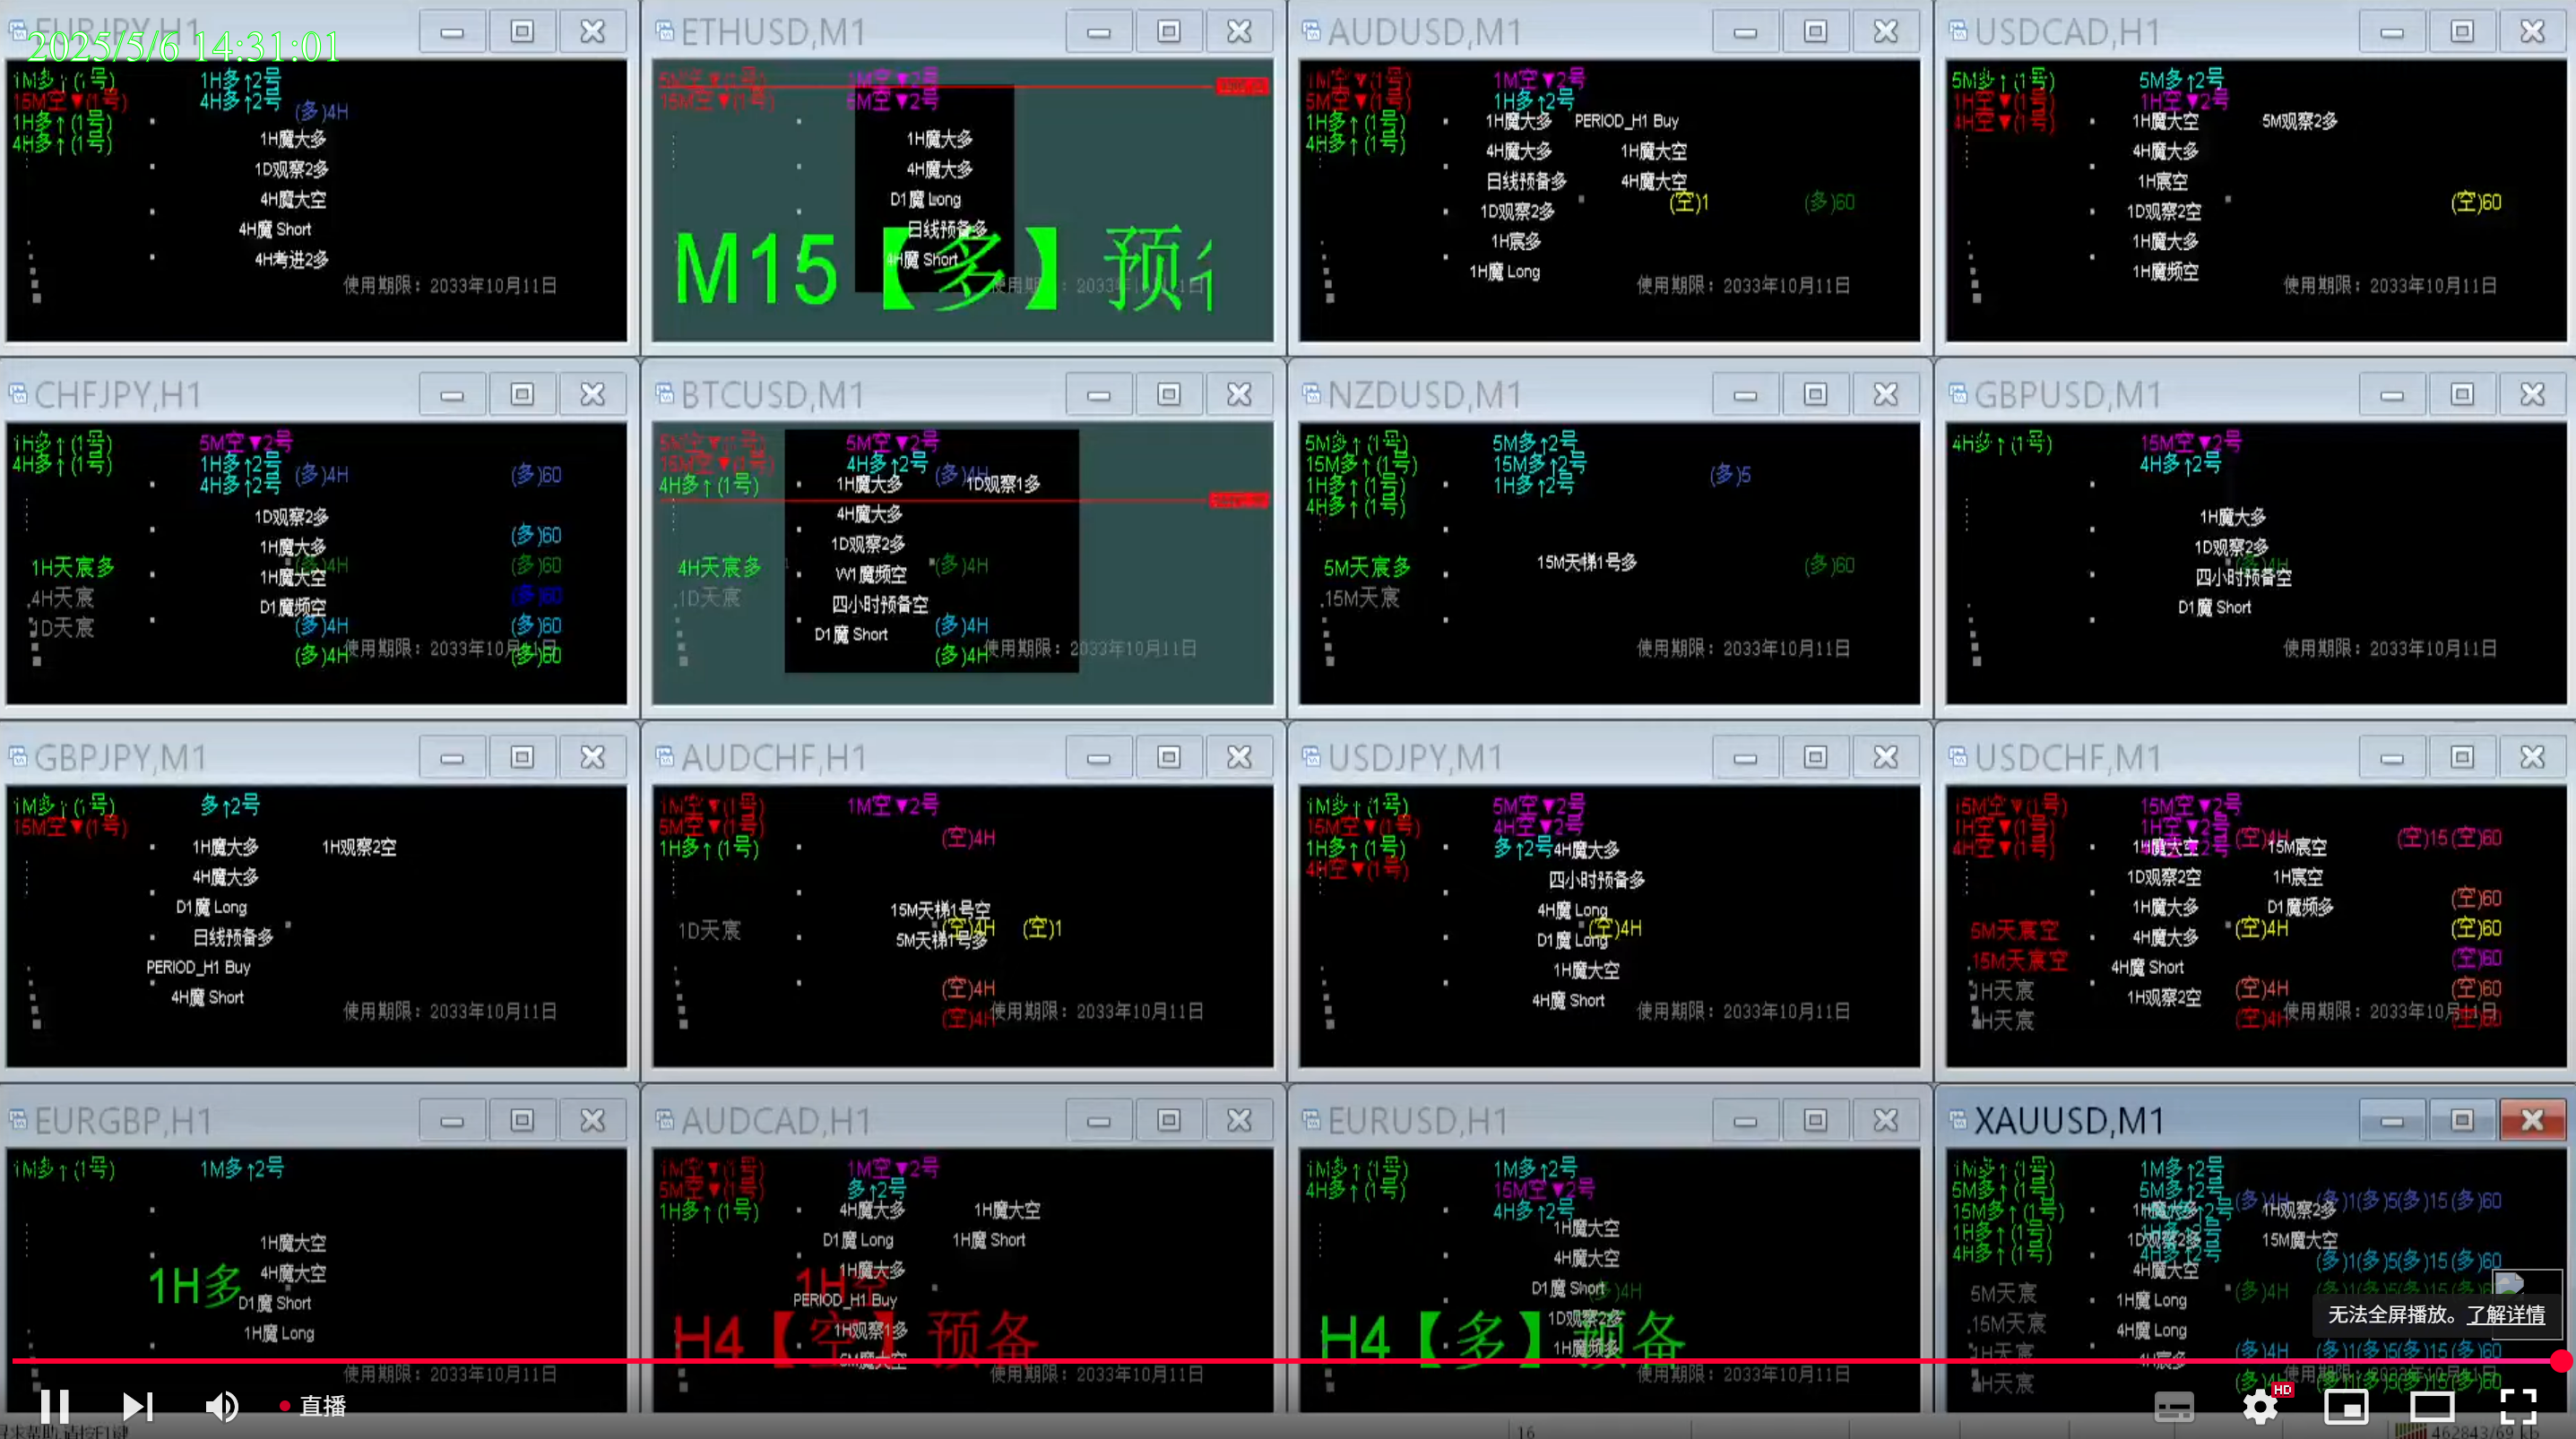 EURJPY,H1
2025/5/6 14:31:01
1M多↑(1号)
15M空▼(1号)
1H多↑(1号)
4H多↑(1号)
1H多↑2号
4H多↑2号
(多)4H
1H魔大多
1D观察2多
4H魔大空
4H魔 Short
4H考进2多
使用期限：2033年10月11日
ETHUSD,M1
5M空▼(1号)
15M空▼(1号)
1M空▼2号
5M空▼2号
1H魔大多
4H魔大多
D1魔 Long
日线预备多
4H魔 Short
M15【多】预
AUDUSD,M1
1M空▼(1号)
5M空▼(1号)
1H多↑(1号)
4H多↑(1号)
1M空▼2号
1H多↑2号
1H魔大多 PERIOD_H1 Buy
4H魔大多 1H魔大空
日线预备多 4H魔大空
(空)1 (多)60
1D观察2多
1H宸多
1H魔 Long
使用期限：2033年10月11日
USDCAD,H1
5M多↑(1号)
1H空▼(1号)
4H空▼(1号)
5M多↑2号
1H空▼2号
1H魔大空 5M观察2多
4H魔大多
1H宸空
(空)60
1D观察2空
1H魔大多
1H魔频空
使用期限：2033年10月11日
CHFJPY,H1
1H多↑(1号)
4H多↑(1号)
5M空▼2号
1H多↑2号
4H多↑2号
(多)4H (多)60
1D观察2多
(多)60
1H魔大多
(多)4H (多)60
1H魔大空
(多)60
D1魔频空
(多)4H (多)60
(多)4H (多)60
1H天宸多
4H天宸
1D天宸
使用期限：2033年10月11日
BTCUSD,M1
5M空▼(1号)
15M空▼(1号)
4H多↑(1号)
5M空▼2号
4H多↑2号
(多)4H
1H魔大多 1D观察1多
4H魔大多
1D观察2多
W1魔频空 (多)4H
四小时预备空
D1魔 Short (多)4H
(多)4H
4H天宸多
1D天宸
使用期限：2033年10月11日
NZDUSD,M1
5M多↑(1号)
15M多↑(1号)
1H多↑(1号)
4H多↑(1号)
5M多↑2号
15M多↑2号
1H多↑2号
(多)5
15M天梯1号多 (多)60
5M天宸多
15M天宸
使用期限：2033年10月11日
GBPUSD,M1
4H多↑(1号)
15M空▼2号
4H多↑2号
1H魔大多
1D观察2多
(多)4H
四小时预备空
D1魔 Short
使用期限：2033年10月11日
GBPJPY,M1
1M多↑(1号)
15M空▼(1号)
多↑2号
1H魔大多 1H观察2空
4H魔大多
D1魔 Long
日线预备多
PERIOD_H1 Buy
4H魔 Short
使用期限：2033年10月11日
AUDCHF,H1
1M空▼(1号)
5M空▼(1号)
1H多↑(1号)
1M空▼2号
(空)4H
15M天梯1号空
(空)4H (空)1
5M天梯1号多
(空)4H
(空)4H
1D天宸
使用期限：2033年10月11日
USDJPY,M1
1M多↑(1号)
15M空▼(1号)
1H多↑(1号)
4H空▼(1号)
5M空▼2号
4H空▼2号
多↑2号
4H魔大多
四小时预备多
4H魔 Long
(空)4H
D1魔 Long
1H魔大空
4H魔 Short
使用期限：2033年10月11日
USDCHF,M1
15M空▼(1号)
1H空▼(1号)
4H空▼(1号)
15M空▼2号
1H空▼2号
(空)4H (空)15(空)60
1H魔大空 15M宸空
1D观察2空 1H宸空
1H魔大多 D1魔频多
(空)60
(空)4H (空)60
4H魔大多
(空)60
4H魔 Short
(空)4H (空)60
1H观察2空
(空)4H (空)60
5M天宸空
15M天宸空
1H天宸
4H天宸
使用期限：2033年10月11日
EURGBP,H1
1M多↑(1号)
1M多↑2号
1H魔大空
4H魔大空
1H多
D1魔 Short
1H魔 Long
使用期限：2033年10月11日
AUDCAD,H1
1M空▼(1号)
5M空▼(1号)
1H多↑(1号)
1M空▼2号
多↑2号
4H魔大多 1H魔大空
D1魔 Long 1H魔 Short
1H魔大多
1H空
PERIOD_H1 Buy
1H观察1多
5M魔大空
H4【空】预备
使用期限：2033年10月11日
EURUSD,H1
1M多↑(1号)
4H多↑(1号)
1M多↑2号
15M空▼2号
4H多↑2号
1H魔大空
4H魔大空
D1魔 Short
(多)4H
1D观察2多
1H魔频多
H4【多】预备
使用期限：2033年10月11日
XAUUSD,M1
1M多↑(1号)
5M多↑(1号)
15M多↑(1号)
1H多↑(1号)
4H多↑(1号)
1M多↑2号
5M多↑2号
4H多↑2号
(多)4H (多)1(多)5(多)15(多)60
1H魔大多 1H观察2多
1D观察2多 15M魔大空
(多)1(多)5(多)15(多)60
4H魔大空
(多)4H
1H魔 Long
4H魔 Long
5M天宸
15M天宸
1H天宸
4H天宸
(多)4H (多)1(多)5(多)15(多)60
无法全屏播放。了解详情
直播
HD
16